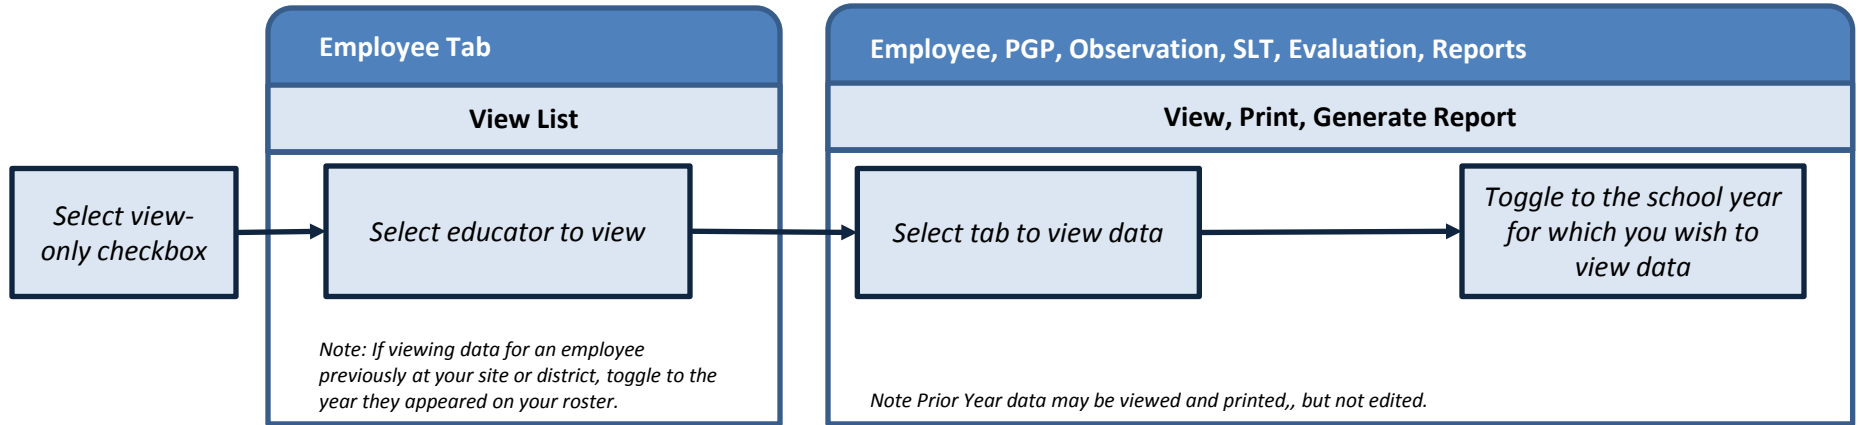 Employee Tab
View List
Select view-
only checkbox
Select educator to view
Note: If viewing data for an employee
previously at your site or district, toggle to the
year they appeared on your roster.
Employee, PGP, Observation, SLT, Evaluation, Reports
View, Print, Generate Report
Select tab to view data
Toggle to the school year
for which you wish to
view data
Note Prior Year data may be viewed and printed,, but not edited.